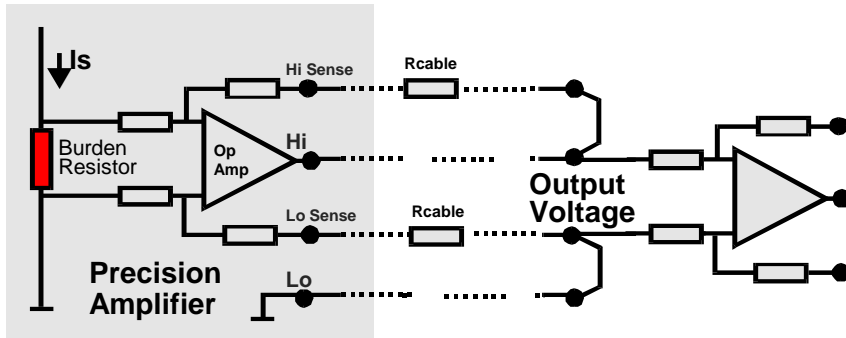 Is
Hi Sense
Rcable
Burden
Resistor
Op
Amp
Hi
Output
Voltage
Lo Sense
Rcable
Precision
Amplifier
Lo